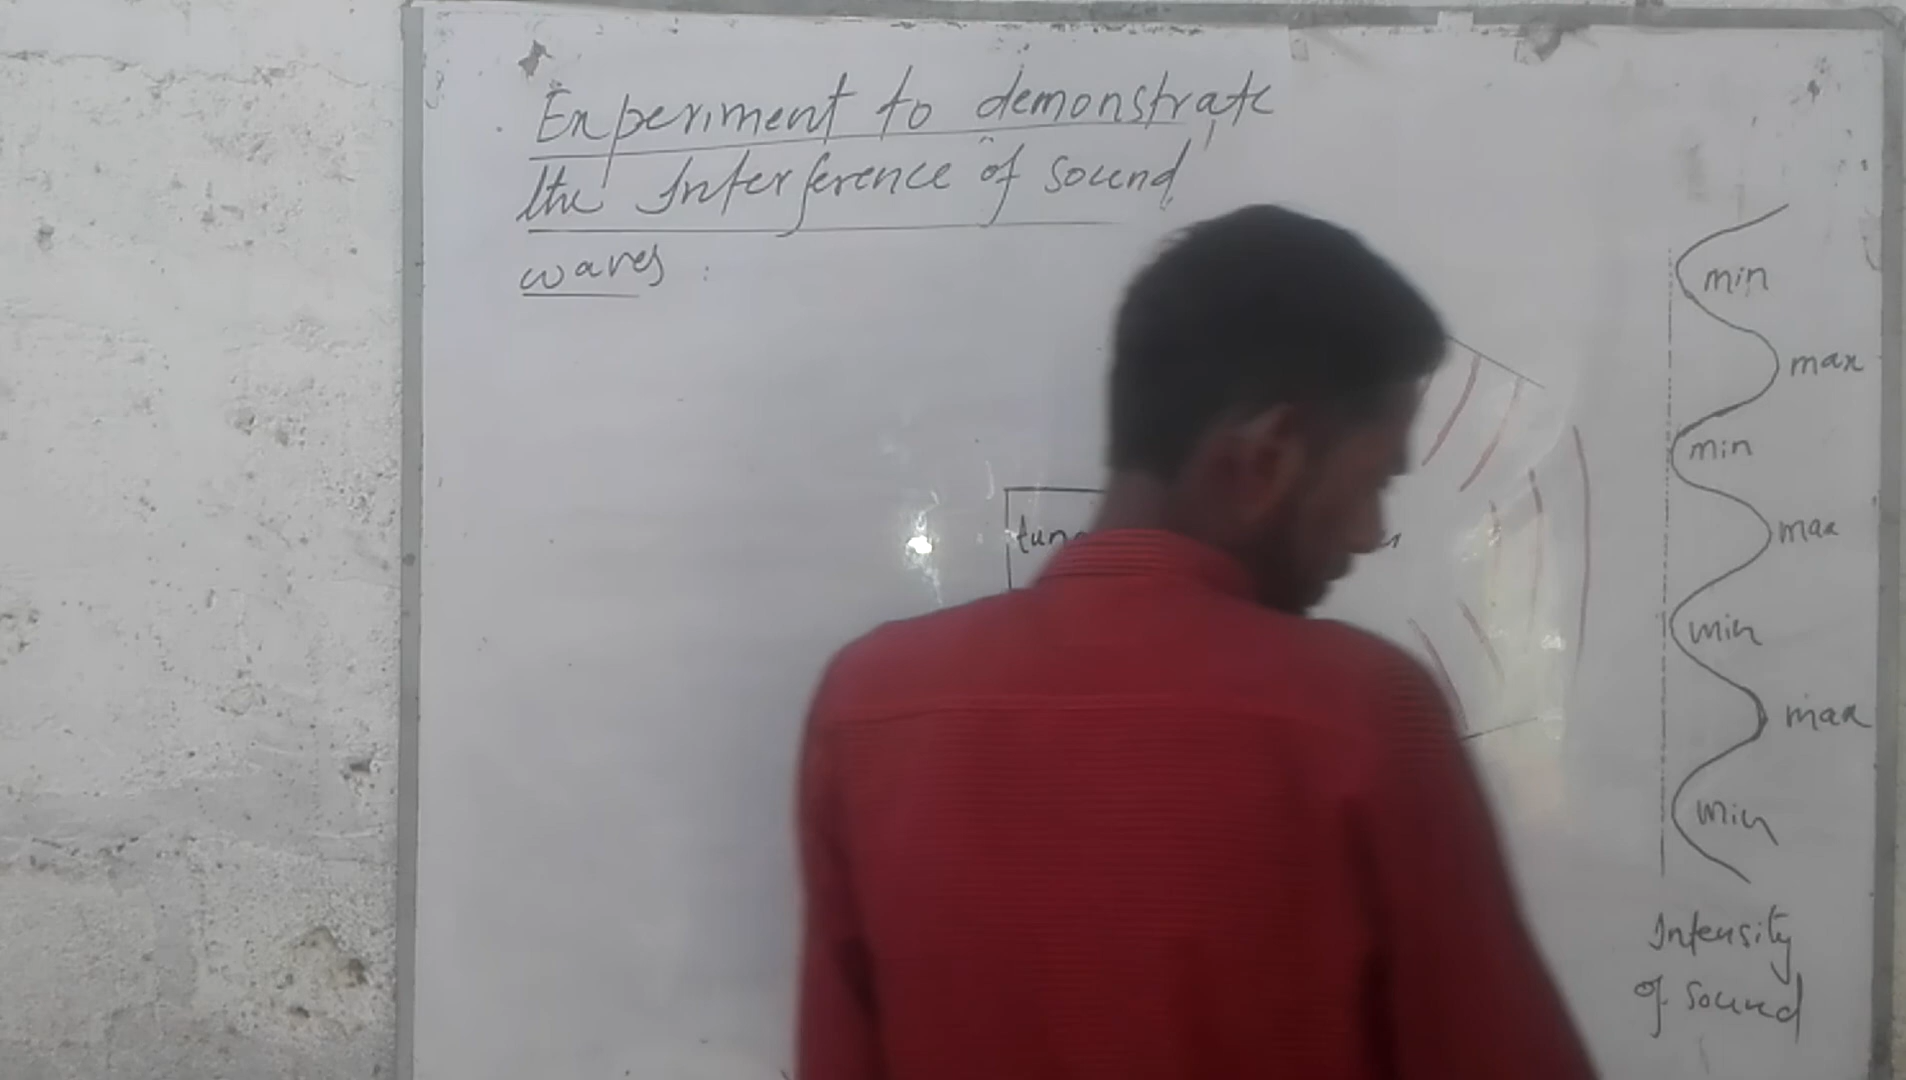 Experiment to demonstrate
the Interference of sound
waves :
min
max
min
max
min
max
min
Intensity
of sound